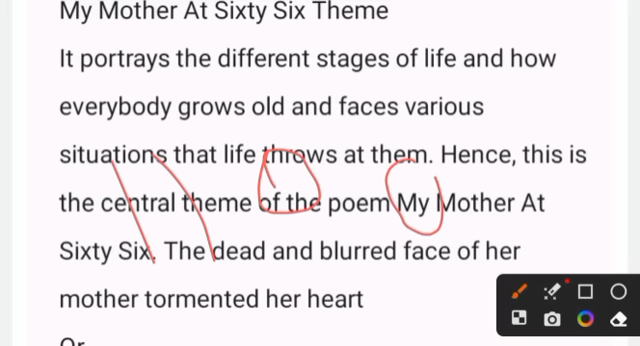 My Mother At Sixty Six Theme
It portrays the different stages of life and how
everybody grows old and faces various
situations that life throws at them. Hence, this is
the central theme of the poem My Mother At
Sixty Six. The dead and blurred face of her
mother tormented her heart
Or